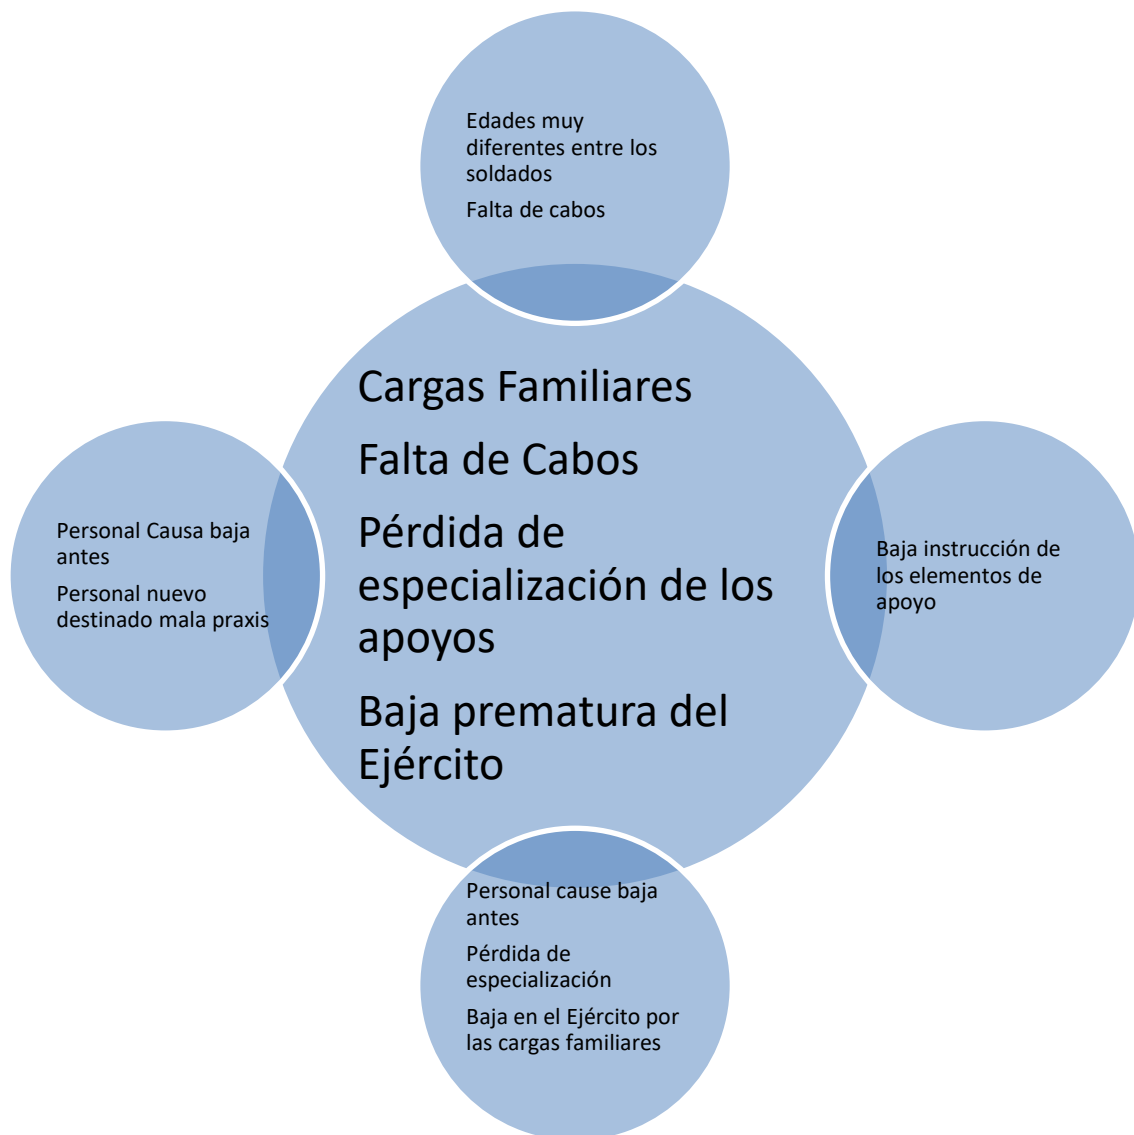 Edades muy
diferentes entre los
soldados
Falta de cabos
Cargas Familiares
Falta de Cabos
Pérdida de
especialización de los
apoyos
Baja prematura del
Ejército
Personal Causa baja
antes
Personal nuevo
destinado mala praxis
Baja instrucción de
los elementos de
apoyo
Personal cause baja
antes
Pérdida de
especialización
Baja en el Ejército por
las cargas familiares